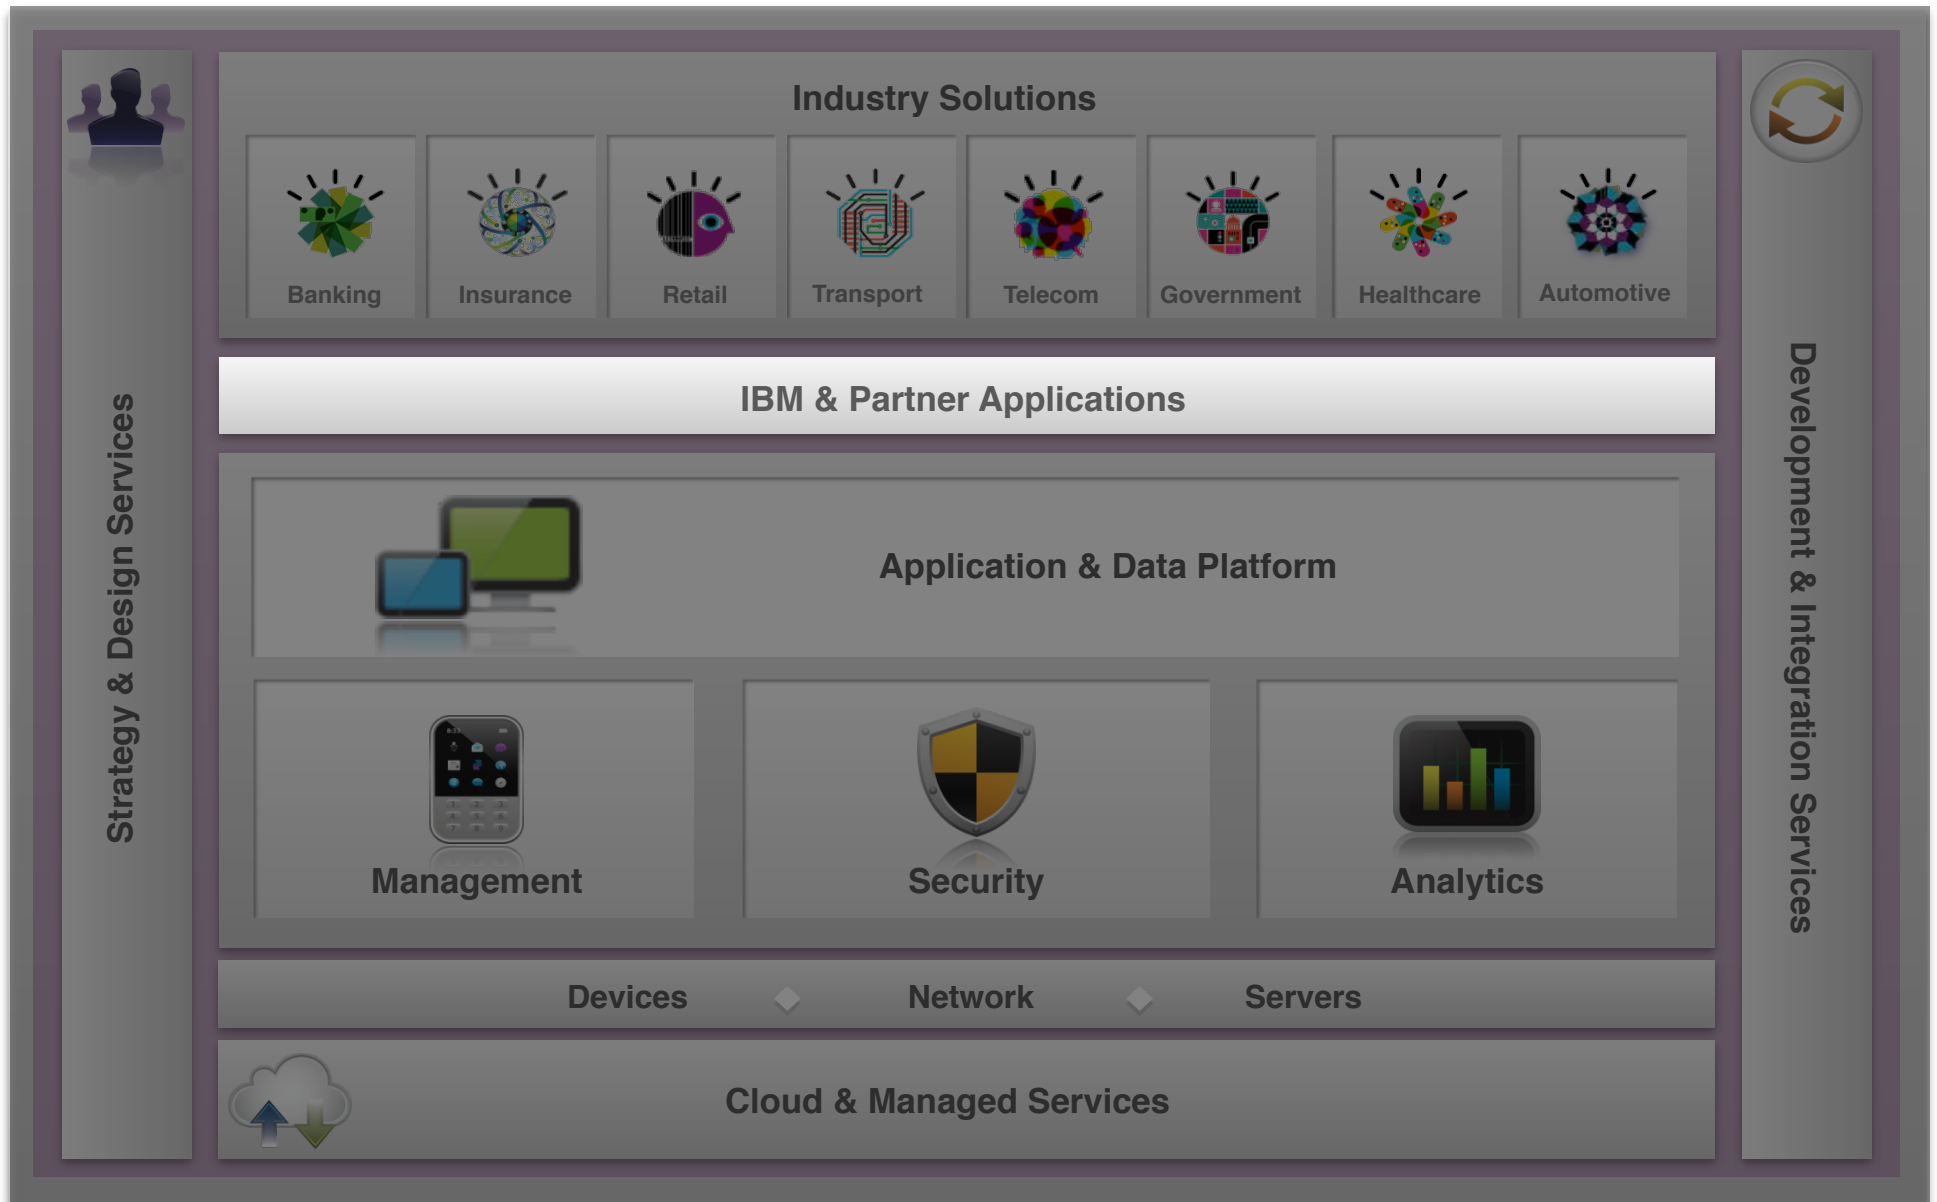 Industry Solutions
Banking
Insurance
Retail
Transport
Telecom
Government
Healthcare
Automotive
IBM & Partner Applications
Strategy & Design Services
Development & Integration Services
Application & Data Platform
Management
Security
Analytics
Devices
Network
Servers
Cloud & Managed Services